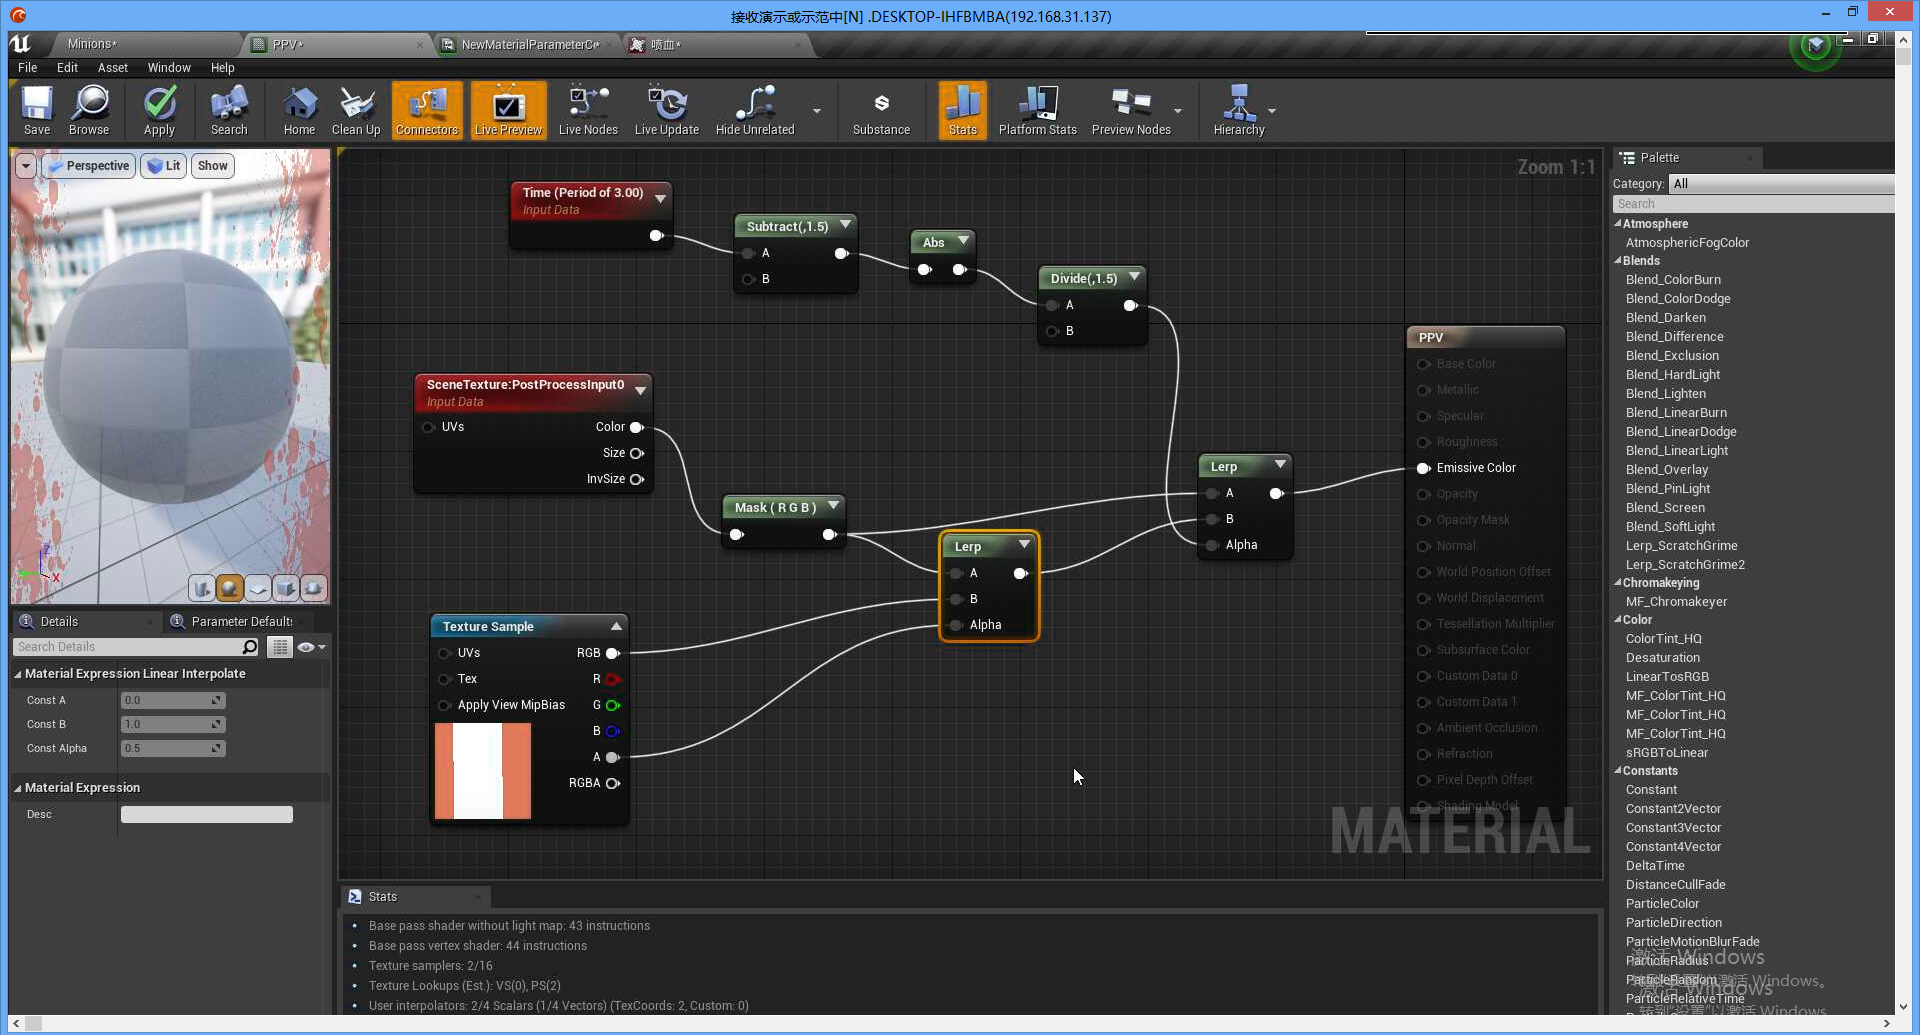 接收演示或示范中[N] .DESKTOP-IHFBMBA(192.168.31.137)
Minions*
PPV*
NewMaterialParameterCo*
喷血*
File Edit Asset Window Help
Save
Browse
Apply
Search
Home
Clean Up
Connectors
Live Preview
Live Nodes
Live Update
Hide Unrelated
Substance
Stats
Platform Stats
Preview Nodes
Hierarchy
Perspective
Lit
Show
Z
X
Zoom 1:1
Time (Period of 3.00)
Input Data
Subtract(,1.5)
A
B
Abs
Divide(,1.5)
A
B
SceneTexture:PostProcessInput0
Input Data
UVs Color
Size
InvSize
Mask ( R G B )
Lerp
A
B
Alpha
Lerp
A
B
Alpha
Texture Sample
UVs RGB
Tex R
Apply View MipBias G
B
A
RGBA
PPV
Base Color
Metallic
Specular
Roughness
Emissive Color
Opacity
Opacity Mask
Normal
World Position Offset
World Displacement
Tessellation Multiplier
Subsurface Color
Custom Data 0
Custom Data 1
Ambient Occlusion
Refraction
Pixel Depth Offset
Shading Model
MATERIAL
Details
Parameter Defaults
Search Details
Material Expression Linear Interpolate
Const A 0.0
Const B 1.0
Const Alpha 0.5
Material Expression
Desc
Stats
Base pass shader without light map: 43 instructions
Base pass vertex shader: 44 instructions
Texture samplers: 2/16
Texture Lookups (Est.): VS(0), PS(2)
User interpolators: 2/4 Scalars (1/4 Vectors) (TexCoords: 2, Custom: 0)
Palette
Category: All
Search
Atmosphere
AtmosphericFogColor
Blends
Blend_ColorBurn
Blend_ColorDodge
Blend_Darken
Blend_Difference
Blend_Exclusion
Blend_HardLight
Blend_Lighten
Blend_LinearBurn
Blend_LinearDodge
Blend_LinearLight
Blend_Overlay
Blend_PinLight
Blend_Screen
Blend_SoftLight
Lerp_ScratchGrime
Lerp_ScratchGrime2
Chromakeying
MF_Chromakeyer
Color
ColorTint_HQ
Desaturation
LinearTosRGB
MF_ColorTint_HQ
MF_ColorTint_HQ
MF_ColorTint_HQ
sRGBToLinear
Constants
Constant
Constant2Vector
Constant3Vector
Constant4Vector
DeltaTime
DistanceCullFade
ParticleColor
ParticleDirection
ParticleMotionBlurFade
ParticleRadius
ParticleRandom
ParticleRelativeTime
激活 Windows
转到"设置"以激活 Windows。
激活 Windows
转到"设置"以激活 Windows